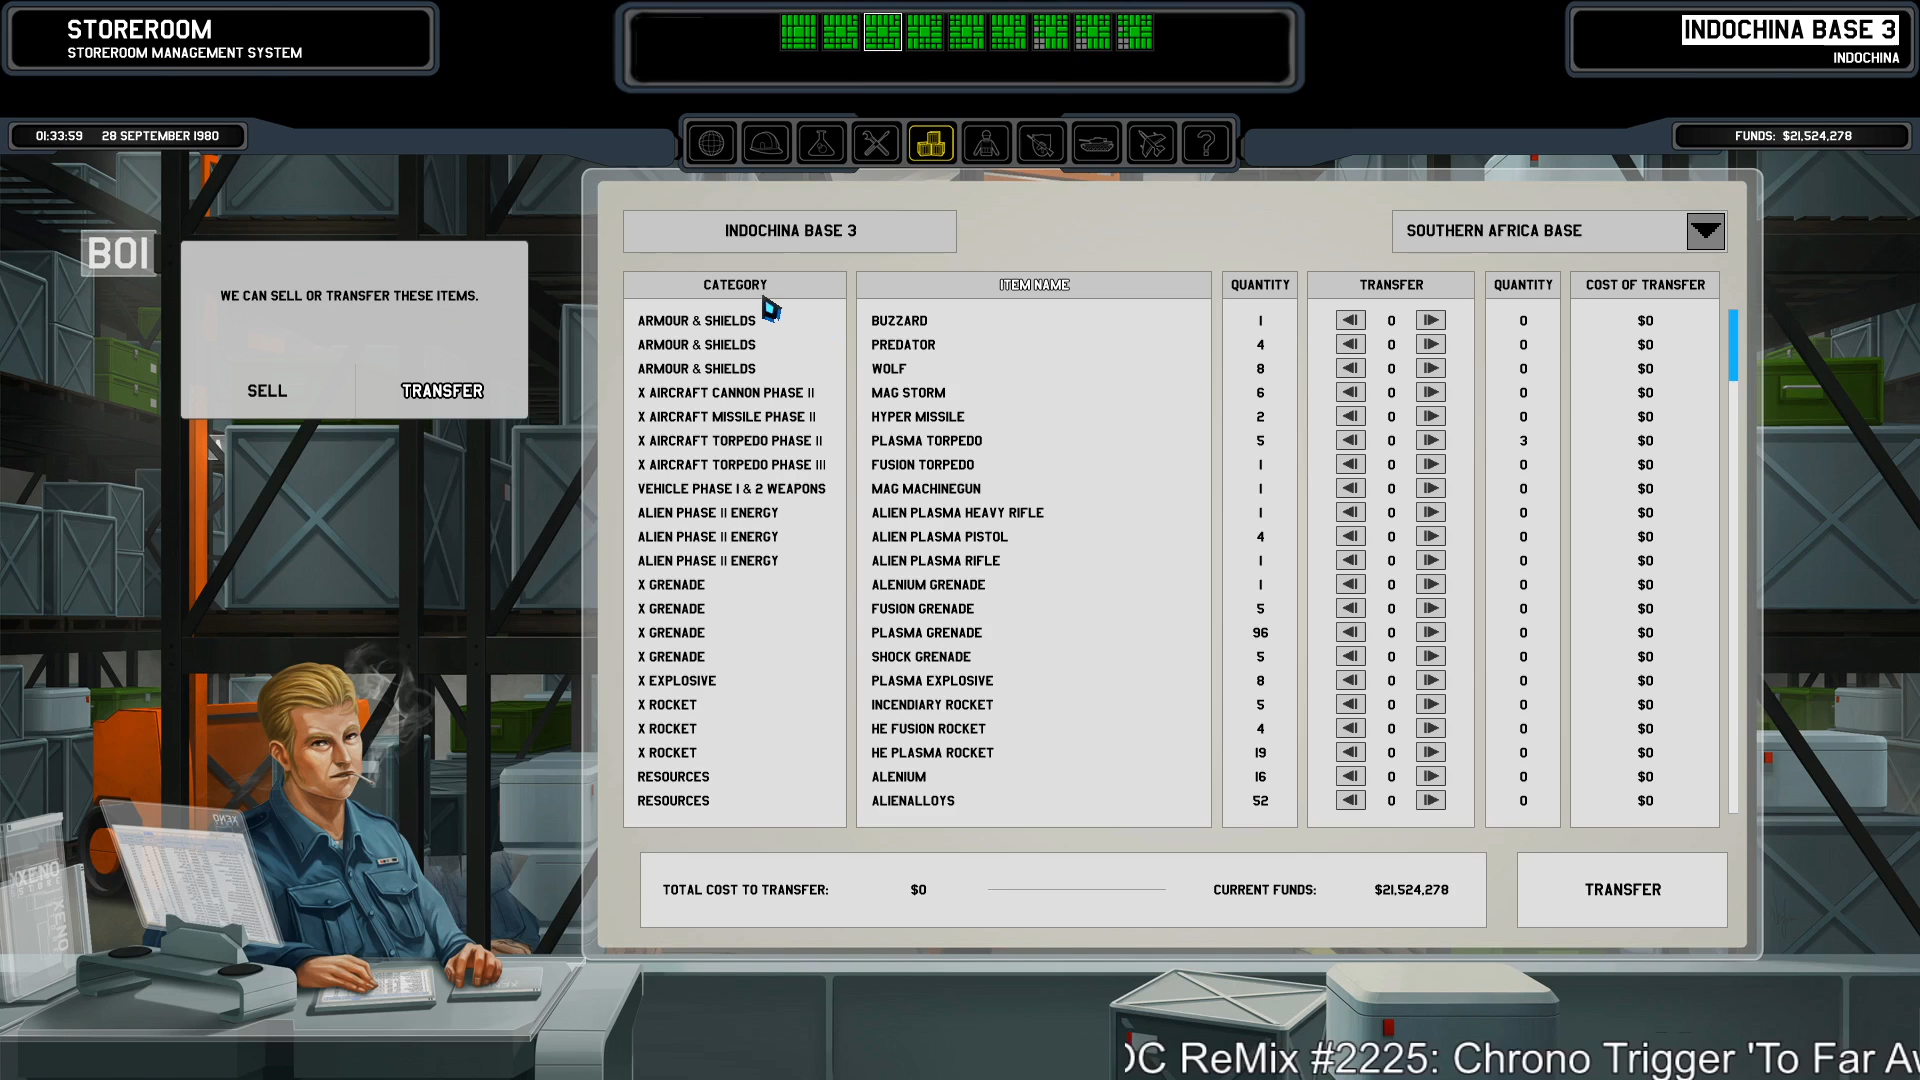 STOREROOM
STOREROOM MANAGEMENT SYSTEM
INDOCHINA BASE 3
INDOCHINA
01:33:59 28 SEPTEMBER 1980
FUNDS: $21,524,278
BOI
WE CAN SELL OR TRANSFER THESE ITEMS.
SELL TRANSFER
INDOCHINA BASE 3 SOUTHERN AFRICA BASE
CATEGORY ITEM NAME QUANTITY TRANSFER QUANTITY COST OF TRANSFER
ARMOUR & SHIELDS BUZZARD 1 0 0 $0
ARMOUR & SHIELDS PREDATOR 4 0 0 $0
ARMOUR & SHIELDS WOLF 8 0 0 $0
X AIRCRAFT CANNON PHASE II MAG STORM 6 0 0 $0
X AIRCRAFT MISSILE PHASE II HYPER MISSILE 2 0 0 $0
X AIRCRAFT TORPEDO PHASE II PLASMA TORPEDO 5 0 3 $0
X AIRCRAFT TORPEDO PHASE III FUSION TORPEDO 1 0 0 $0
VEHICLE PHASE 1 & 2 WEAPONS MAG MACHINEGUN 1 0 0 $0
ALIEN PHASE II ENERGY ALIEN PLASMA HEAVY RIFLE 1 0 0 $0
ALIEN PHASE II ENERGY ALIEN PLASMA PISTOL 4 0 0 $0
ALIEN PHASE II ENERGY ALIEN PLASMA RIFLE 1 0 0 $0
X GRENADE ALENIUM GRENADE 1 0 0 $0
X GRENADE FUSION GRENADE 5 0 0 $0
X GRENADE PLASMA GRENADE 96 0 0 $0
X GRENADE SHOCK GRENADE 5 0 0 $0
X EXPLOSIVE PLASMA EXPLOSIVE 8 0 0 $0
X ROCKET INCENDIARY ROCKET 5 0 0 $0
X ROCKET HE FUSION ROCKET 4 0 0 $0
X ROCKET HE PLASMA ROCKET 19 0 0 $0
RESOURCES ALENIUM 16 0 0 $0
RESOURCES ALIENALLOYS 52 0 0 $0
TOTAL COST TO TRANSFER: $0 CURRENT FUNDS: $21,524,278
TRANSFER
XENO
XENO
OC ReMix #2225: Chrono Trigger 'To Far Aw